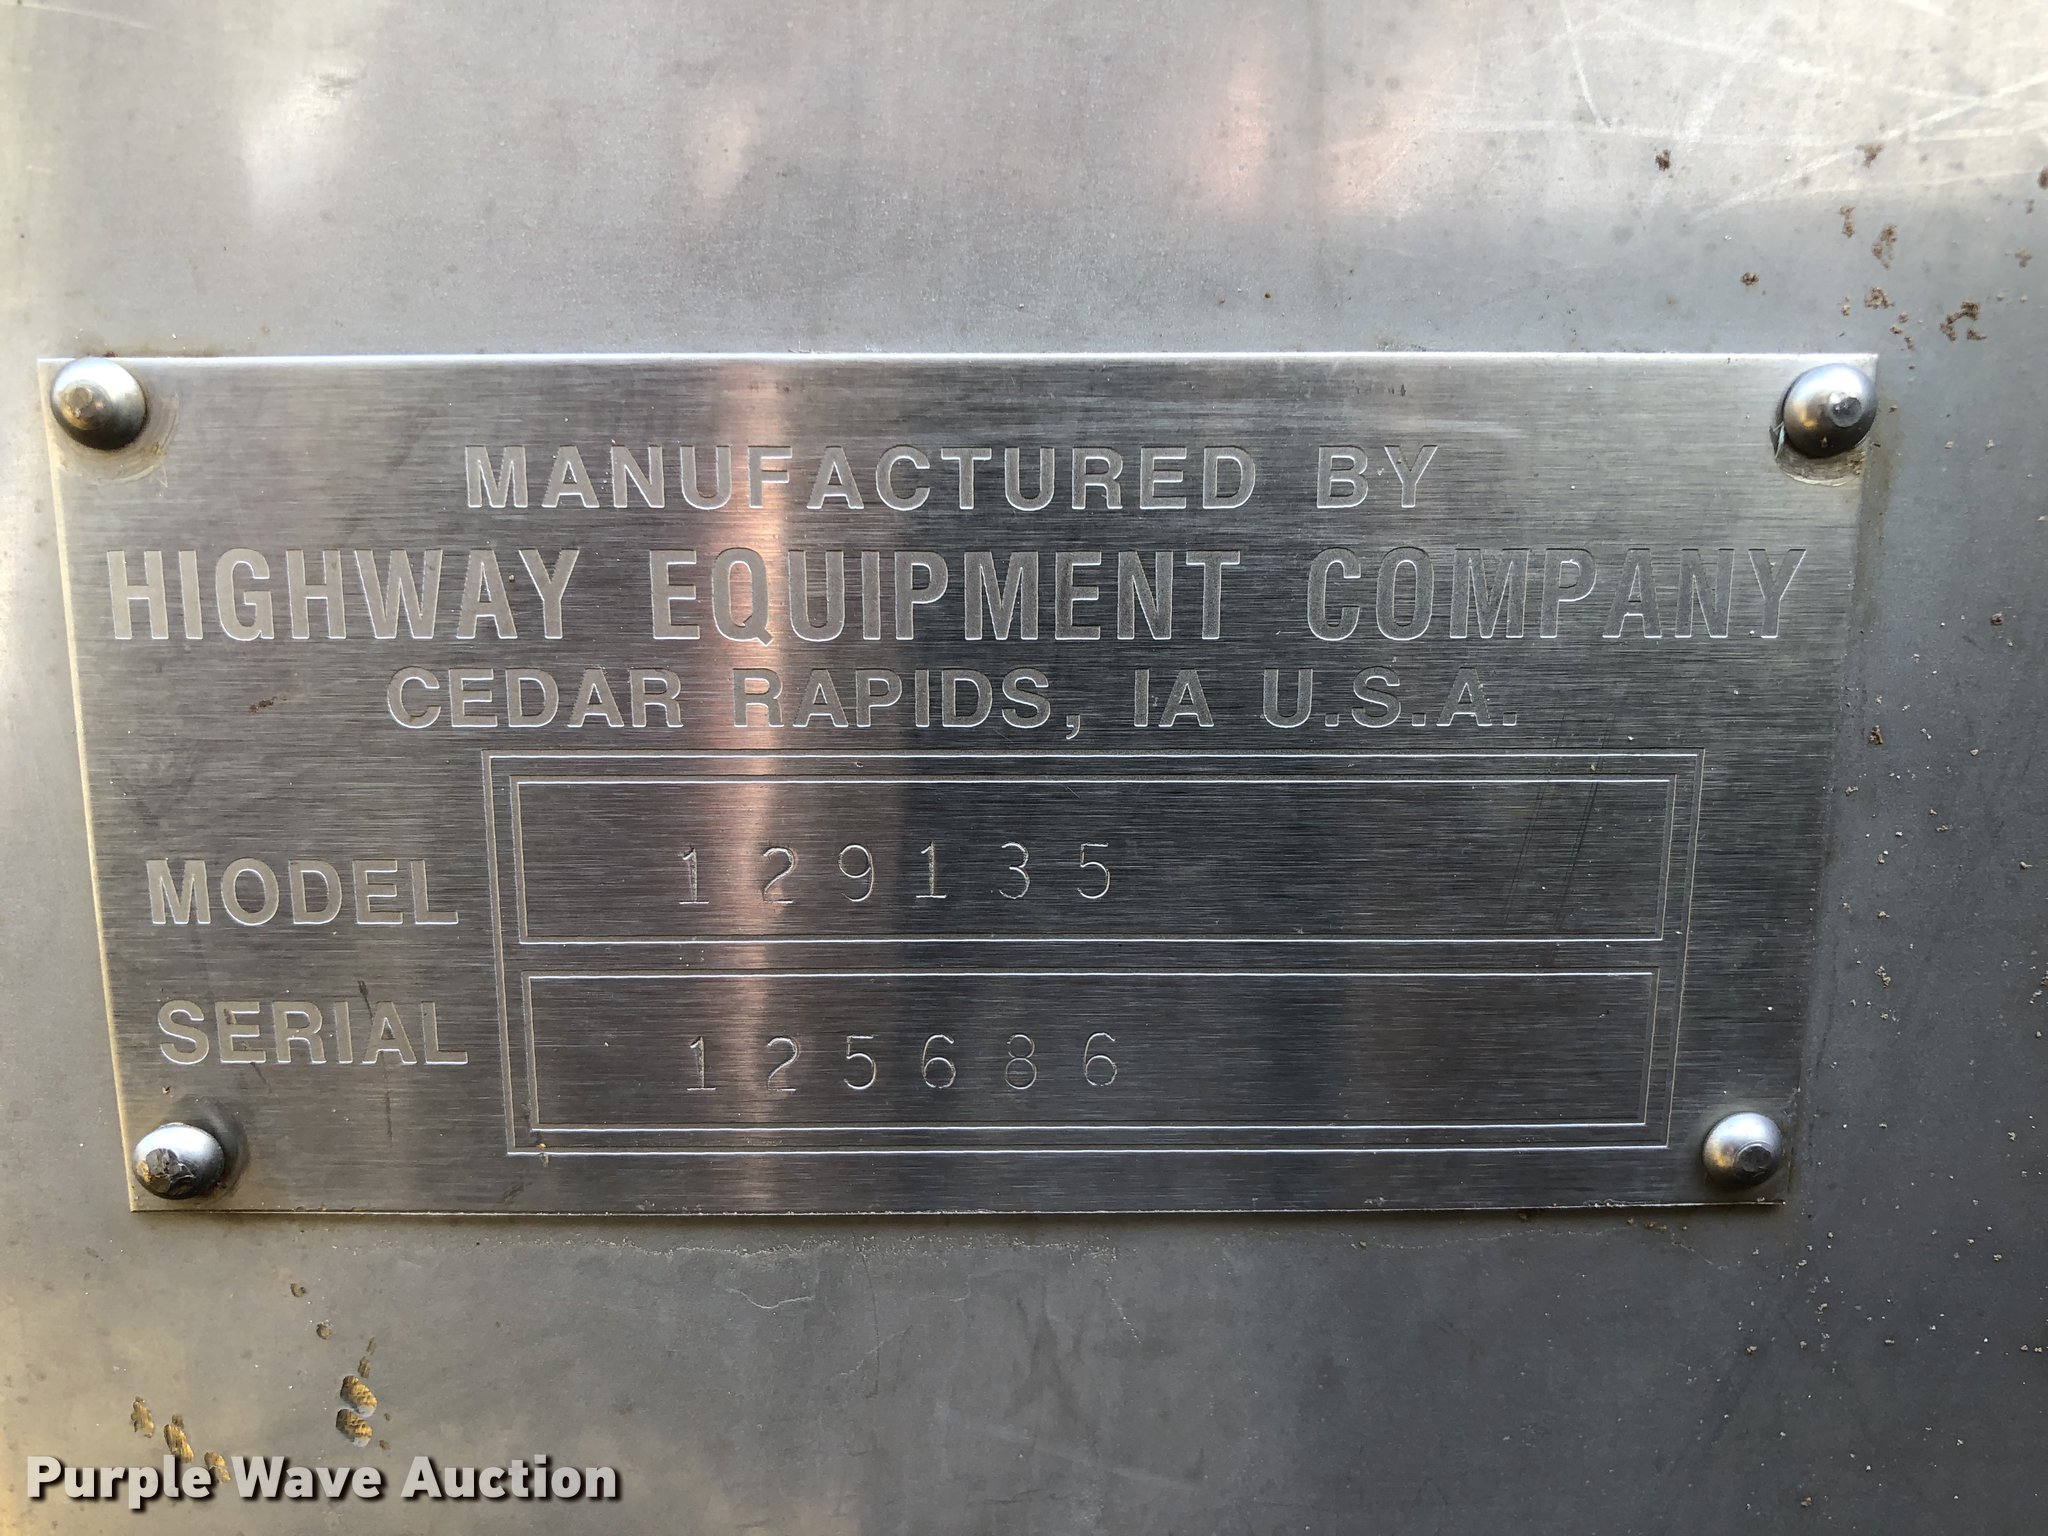 MANUFACTURED BY
HIGHWAY EQUIPMENT COMPANY
CEDAR RAPIDS, IA U.S.A.
MODEL 129135
SERIAL 125686
Purple Wave Auction